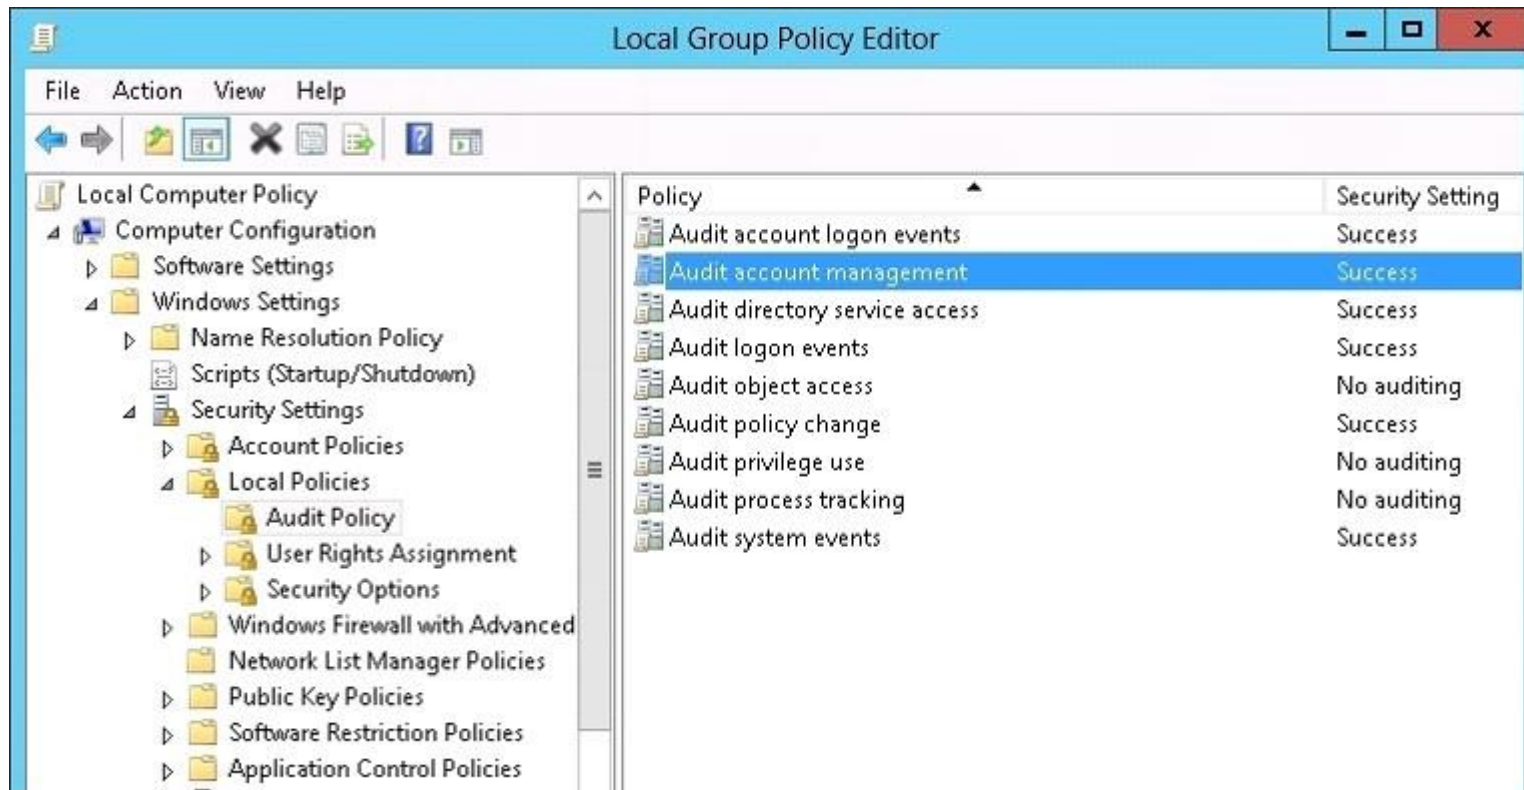 Local Group Policy Editor
File Action View Help
Local Computer Policy
Computer Configuration
Software Settings
Windows Settings
Name Resolution Policy
Scripts (Startup/Shutdown)
Security Settings
Account Policies
Local Policies
Audit Policy
User Rights Assignment
Security Options
Windows Firewall with Advanced
Network List Manager Policies
Public Key Policies
Software Restriction Policies
Application Control Policies
Policy Security Setting
Audit account logon events Success
Audit account management Success
Audit directory service access Success
Audit logon events Success
Audit object access No auditing
Audit policy change Success
Audit privilege use No auditing
Audit process tracking No auditing
Audit system events Success